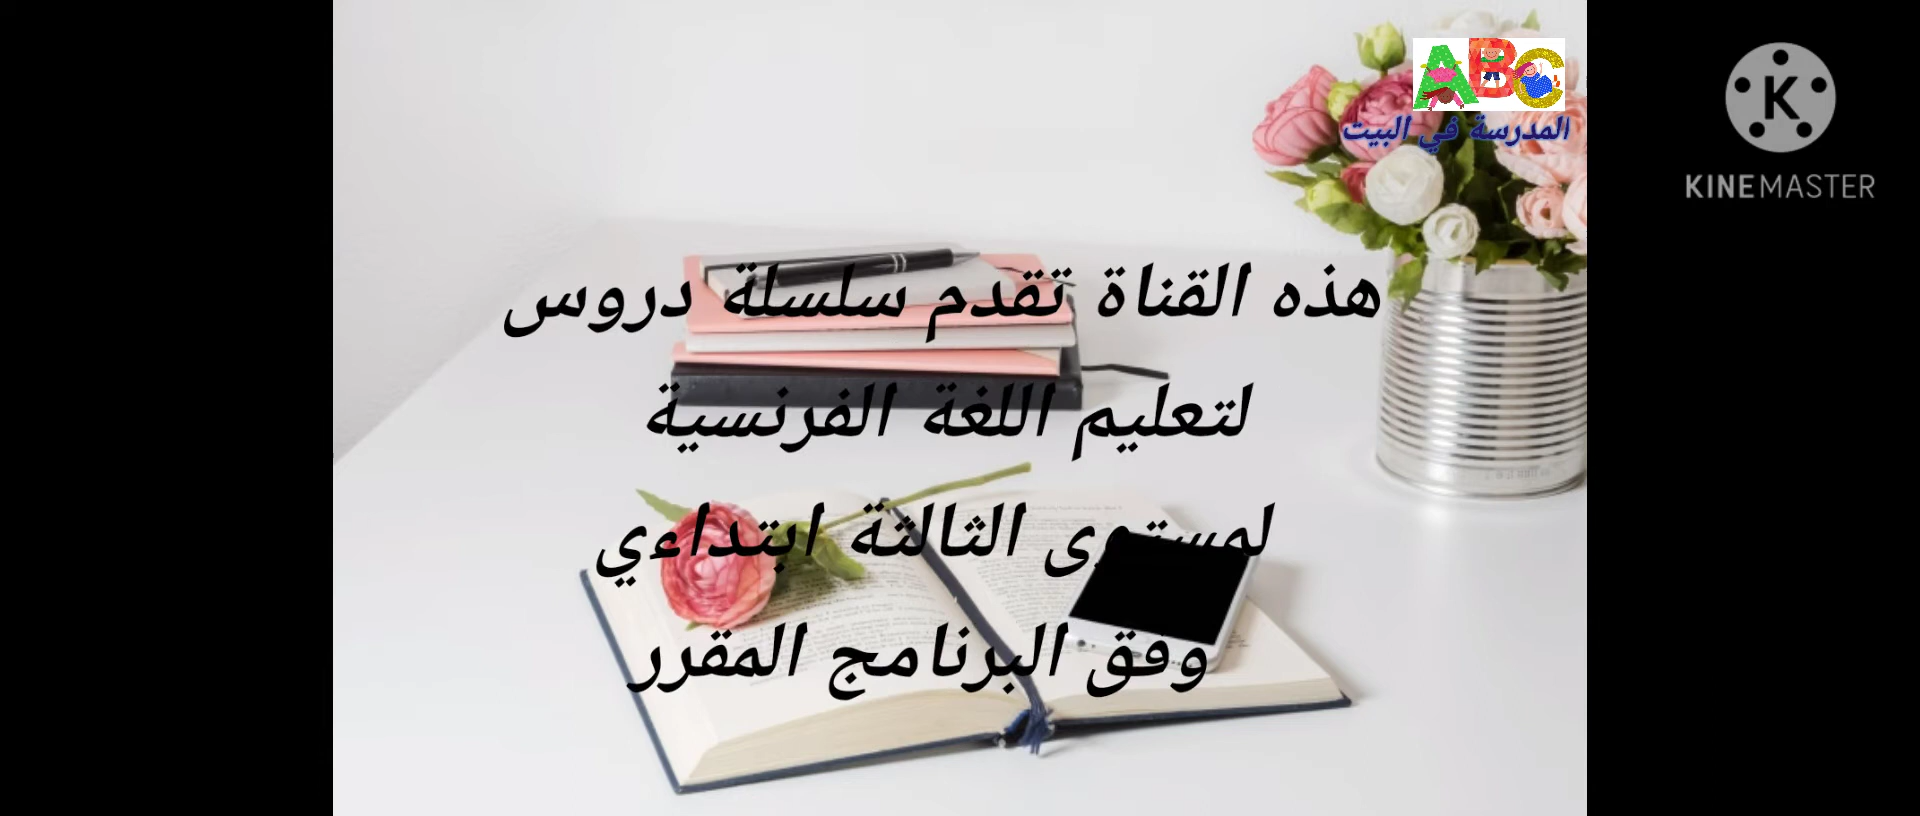 ABC
المدرسة في البيت
K
KINEMASTER
هذه القناة تقدم سلسلة دروس
لتعليم اللغة الفرنسية
لمستوى الثالثة ابتداءي
وفق البرنامج المقرر